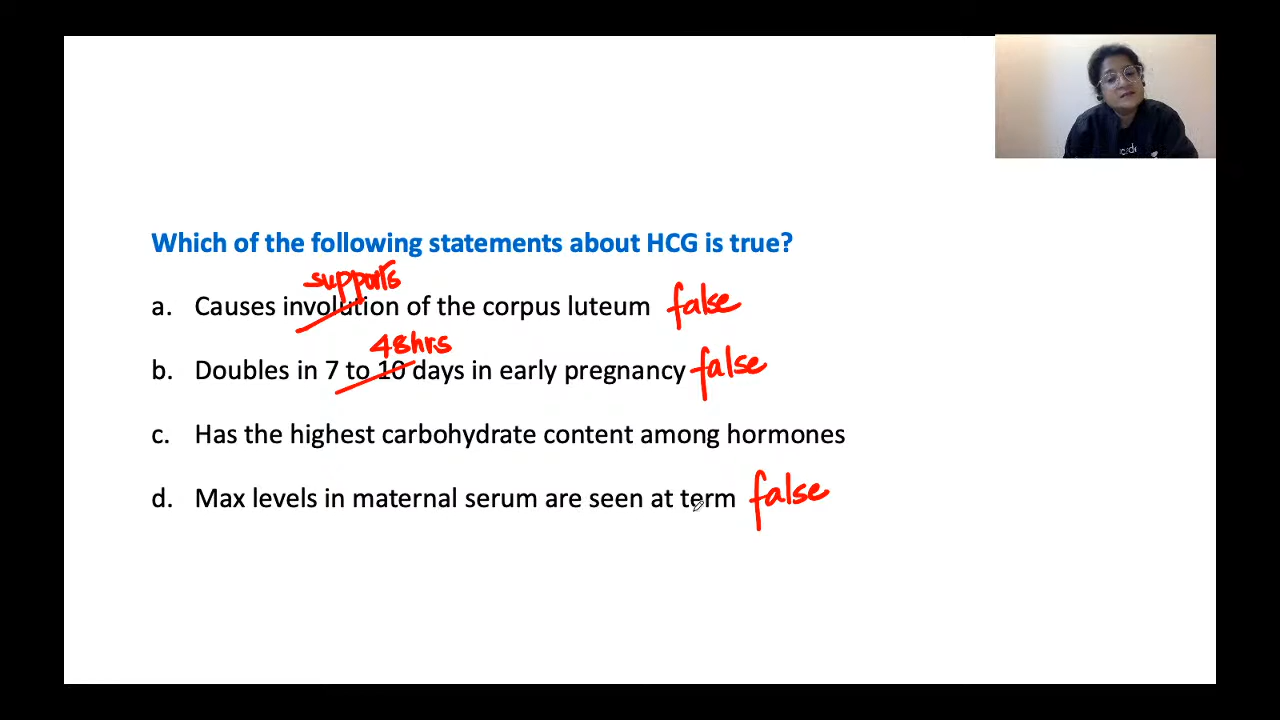 Which of the following statements about HCG is true?
supports
a. Causes involution of the corpus luteum false
48hrs
b. Doubles in 7 to 10 days in early pregnancy false
c. Has the highest carbohydrate content among hormones
d. Max levels in maternal serum are seen at term false